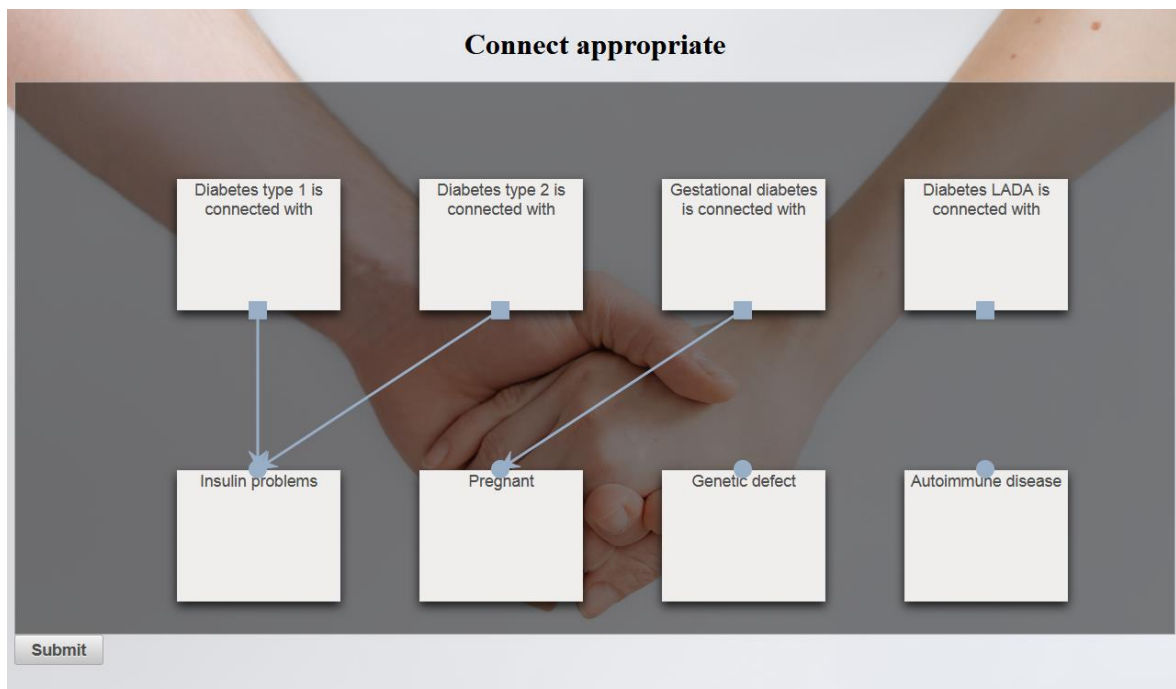 Connect appropriate
Diabetes type 1 is
connected with
Diabetes type 2 is
connected with
Gestational diabetes
is connected with
Diabetes LADA is
connected with
Insulin problems
Pregnant
Genetic defect
Autoimmune disease
Submit